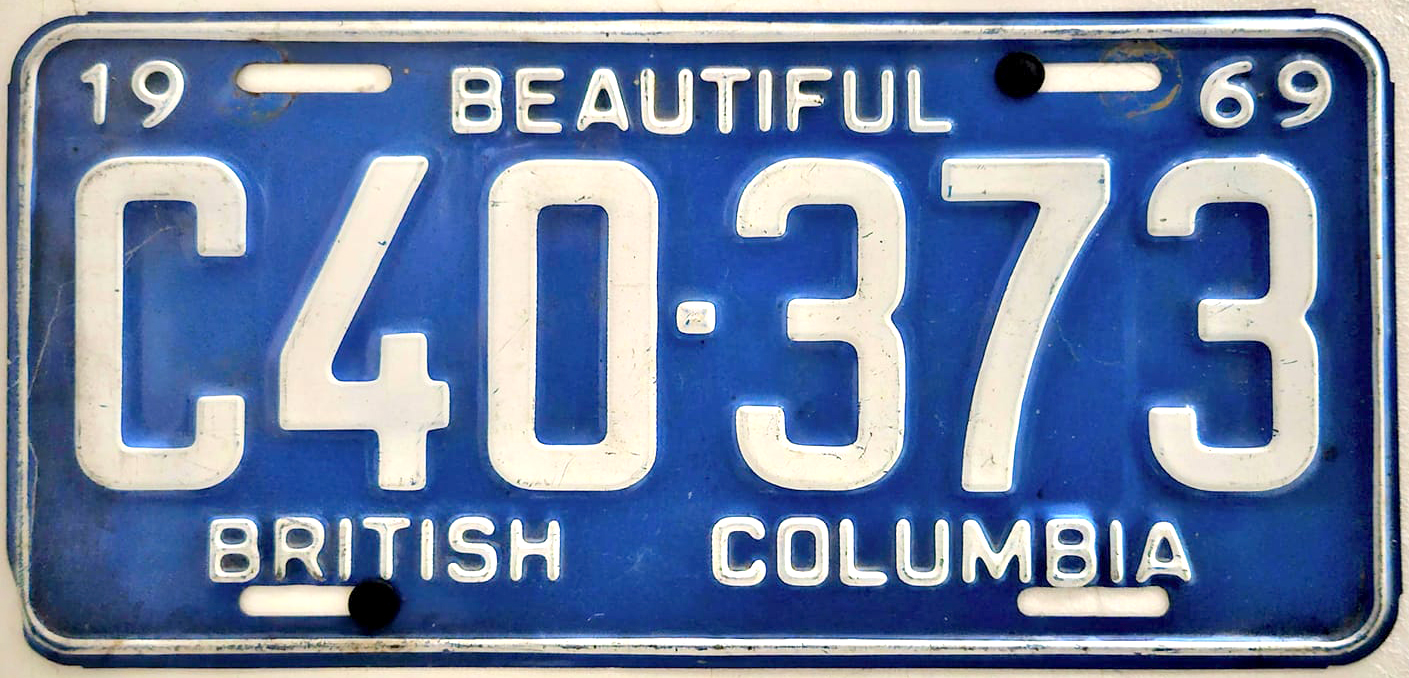 19 BEAUTIFUL 69
C40·373
BRITISH COLUMBIA